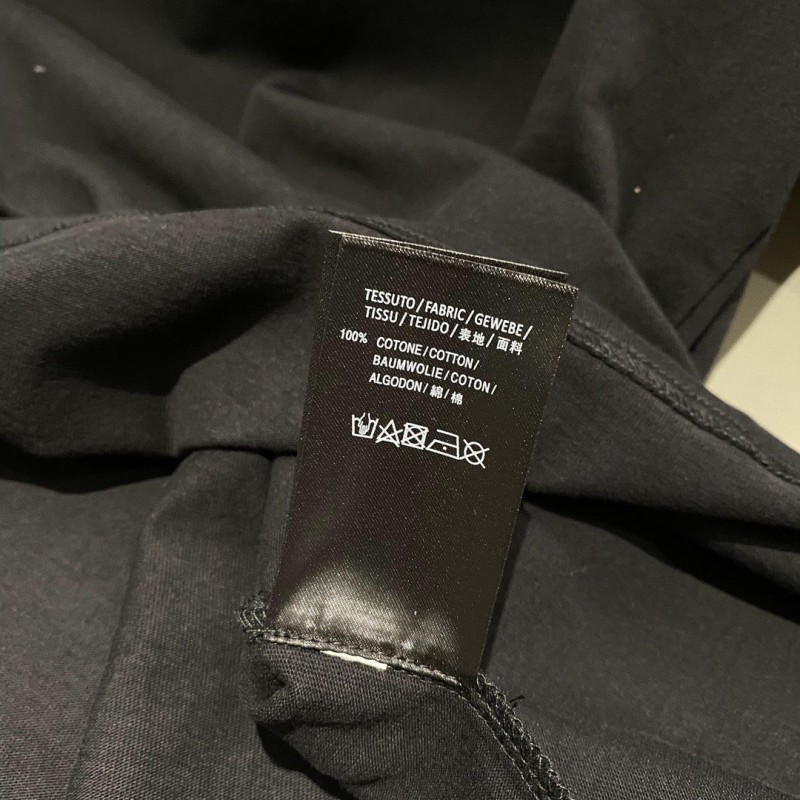 TESSUTO/FABRIC/GEWEBE/
TISSU/TEJIDO/表地/面料
100% COTONE/COTTON/
BAUMWOLIE/COTON/
ALGODON/綿/棉